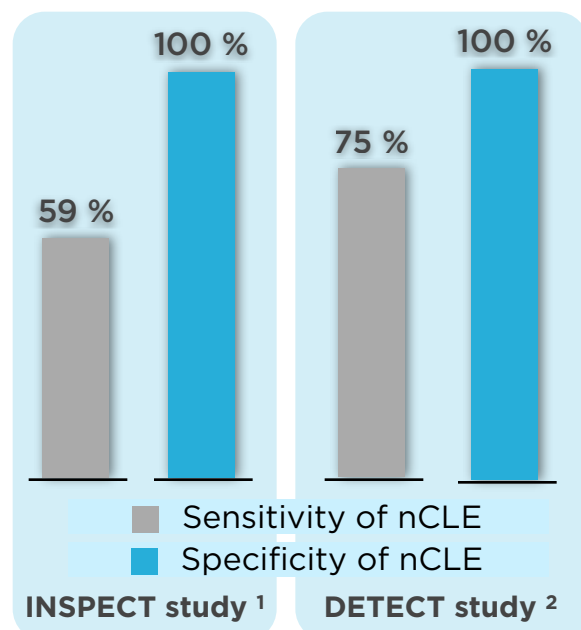 100 %
59 %
100 %
75 %
Sensitivity of nCLE
Specificity of nCLE
INSPECT study ¹
DETECT study ²